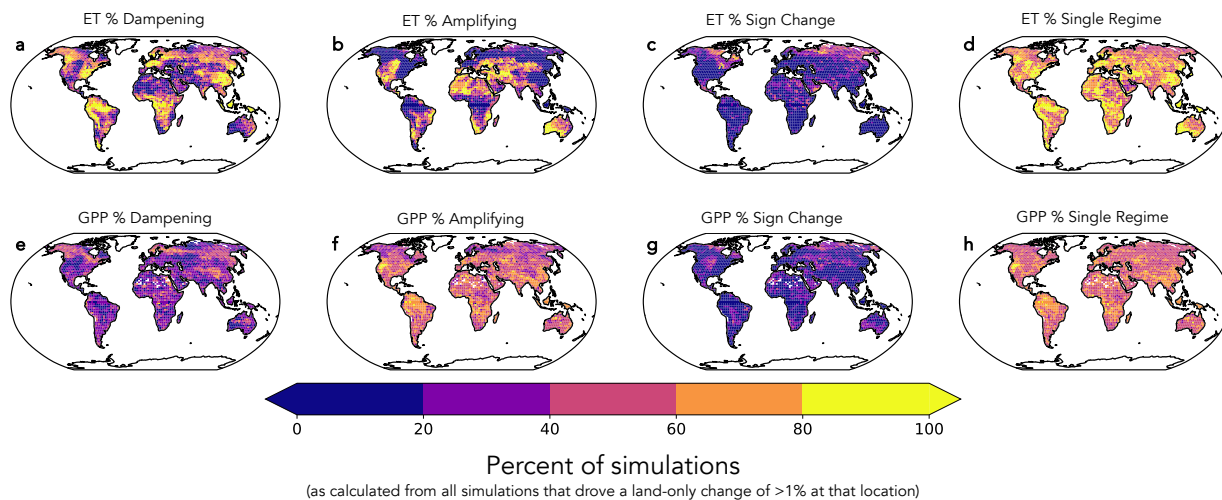 ET % Dampening
ET % Amplifying
ET % Sign Change
ET % Single Regime
a
b
c
d
GPP % Dampening
GPP % Amplifying
GPP % Sign Change
GPP % Single Regime
e
f
g
h
0 20 40 60 80 100
Percent of simulations
(as calculated from all simulations that drove a land-only change of >1% at that location)